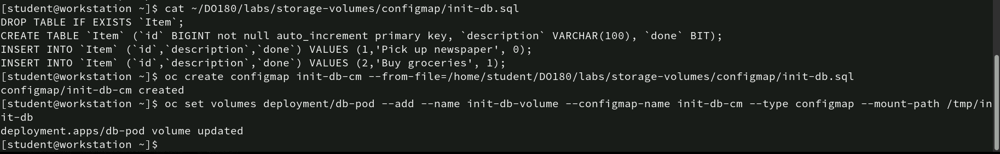 [student@workstation ~]$ cat ~/DO180/labs/storage-volumes/configmap/init-db.sql
DROP TABLE IF EXISTS `Item`;
CREATE TABLE `Item` (`id` BIGINT not null auto_increment primary key, `description` VARCHAR(100), `done` BIT);
INSERT INTO `Item` (`id`,`description`,`done`) VALUES (1,'Pick up newspaper', 0);
INSERT INTO `Item` (`id`,`description`,`done`) VALUES (2,'Buy groceries', 1);
[student@workstation ~]$ oc create configmap init-db-cm --from-file=/home/student/DO180/labs/storage-volumes/configmap/init-db.sql
configmap/init-db-cm created
[student@workstation ~]$ oc set volumes deployment/db-pod --add --name init-db-volume --configmap-name init-db-cm --type configmap --mount-path /tmp/in
it-db
deployment.apps/db-pod volume updated
[student@workstation ~]$